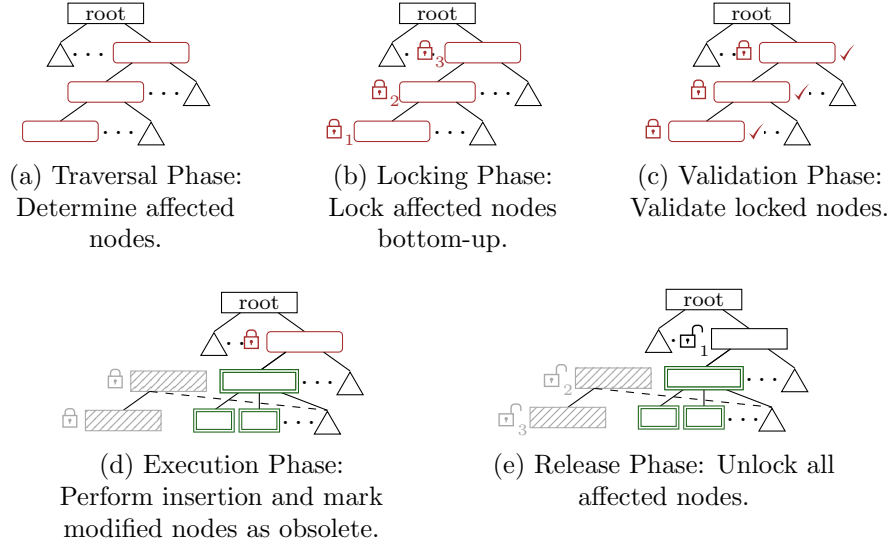 root
root
root
3
2
1
(a) Traversal Phase:
Determine affected
nodes.
(b) Locking Phase:
Lock affected nodes
bottom-up.
(c) Validation Phase:
Validate locked nodes.
root
root
1
2
3
(d) Execution Phase:
Perform insertion and mark
modified nodes as obsolete.
(e) Release Phase: Unlock all
affected nodes.